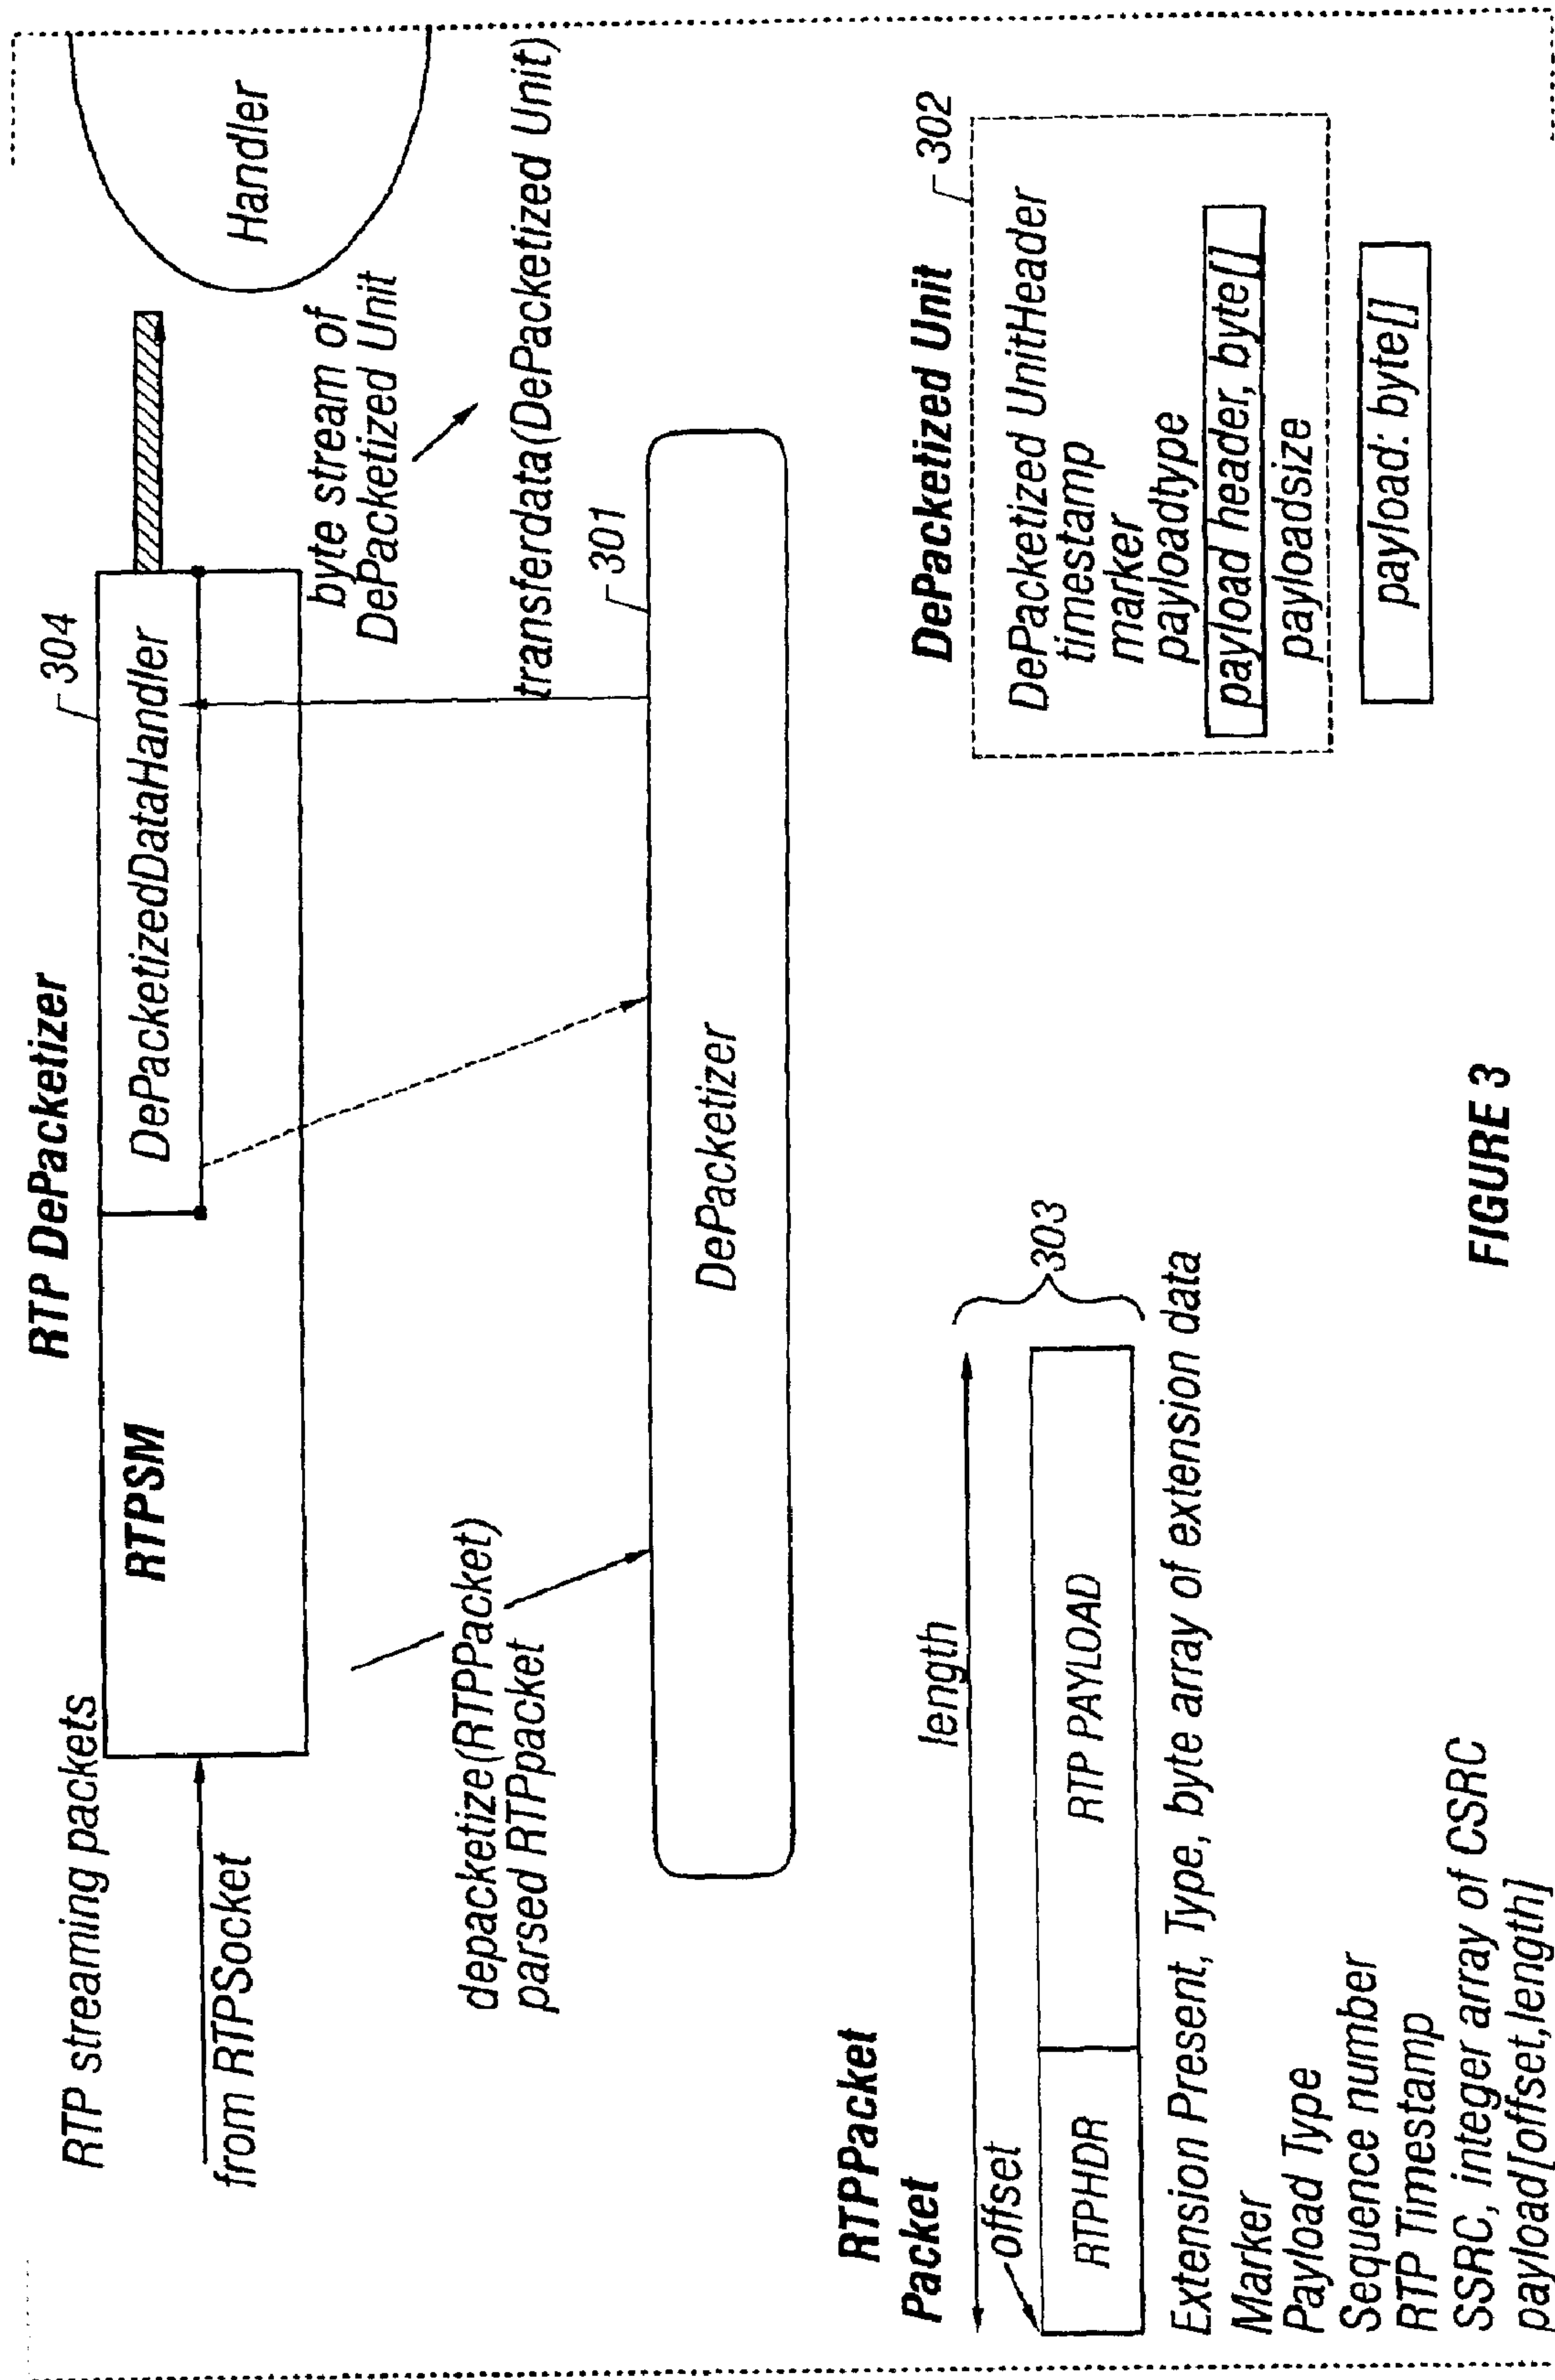 RTP DePacketizer
RTP streaming packets
from RTPSocket
RTPSM
DePacketizedDataHandler
304
Handler
byte stream of
DePacketized Unit
transferdata(DePacketized Unit)
depacketize(RTPPacket)
parsed RTPpacket
301
DePacketizer
RTPPacket
Packet
length
offset
RTPHDR
RTP PAYLOAD
303
Extension Present, Type, byte array of extension data
Marker
Payload Type
Sequence number
RTP Timestamp
SSRC, integer array of CSRC
payload[offset,length]
DePacketized Unit
302
DePacketized UnitHeader
timestamp
marker
payloadtype
payload header, byte[]
payloadsize
payload: byte[]
FIGURE 3